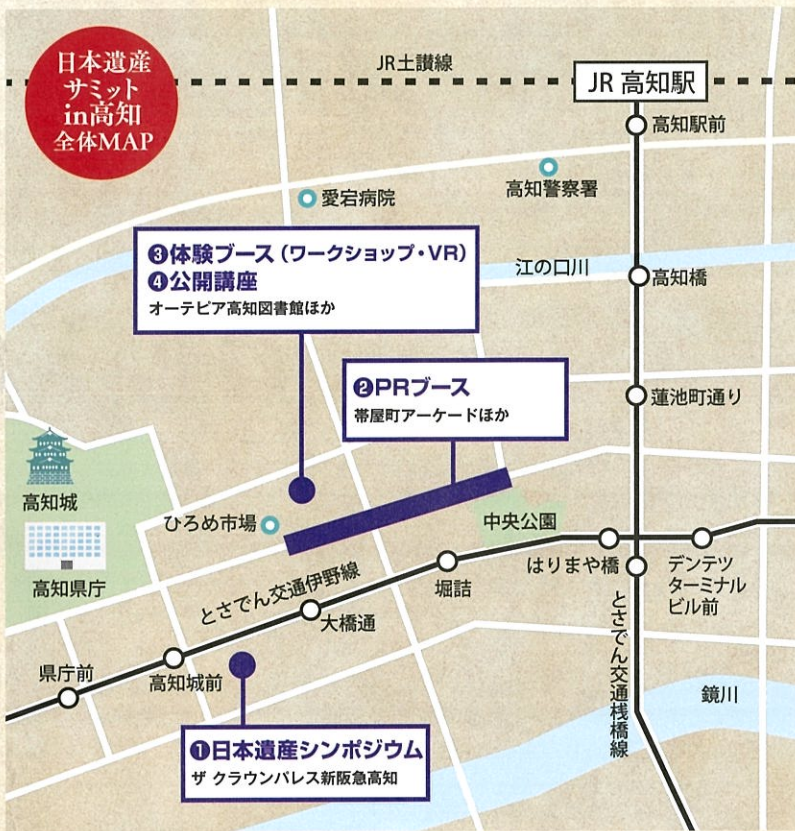 日本遺産
サミット
in高知
全体MAP
JR土讃線
JR 高知駅
高知駅前
高知警察署
愛宕病院
❸体験ブース（ワークショップ・VR）
❹公開講座
オーテピア高知図書館ほか
江の口川
高知橋
❷PRブース
帯屋町アーケードほか
蓮池町通り
高知城
ひろめ市場
中央公園
高知県庁
はりまや橋
デンテツ
ターミナル
ビル前
堀詰
とさでん交通伊野線
大橋通
とさでん交通桟橋線
県庁前
高知城前
鏡川
❶日本遺産シンポジウム
ザ クラウンパレス新阪急高知